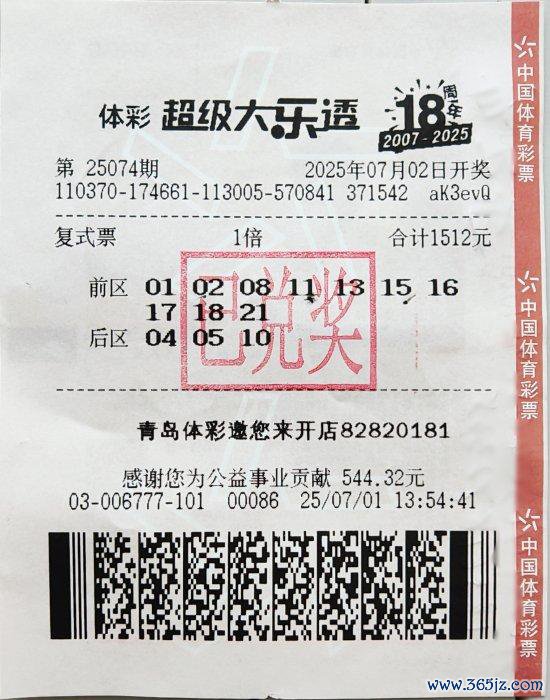 体彩 超级大乐透 18周年 2007-2025
第 25074期 2025年07月02日开奖
110370-174661-113005-570841 371542 aK3evQ
复式票 1倍 合计1512元
前区 01 02 08 11 13 15 16
17 18 21
后区 04 05 10
已兑奖
青岛体彩邀您来开店82820181
感谢您为公益事业贡献 544.32元
03-006777-101 00086 25/07/01 13:54:41
中国体育彩票
中国体育彩票
中国体育彩票
www.365jz.com